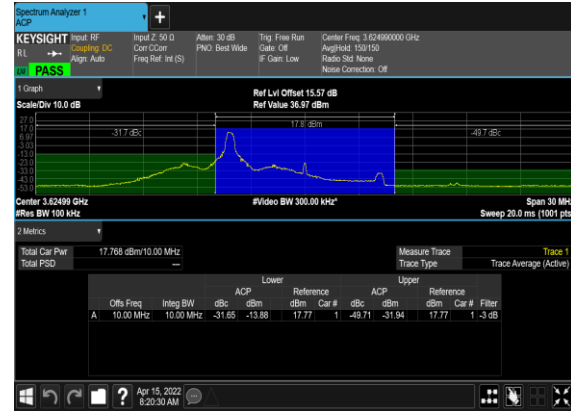 Spectrum Analyzer 1
ACP
+
KEYSIGHT Input: RF Input Z: 50 Ω Atten: 30 dB Trig: Free Run Center Freq: 3.624990000 GHz
RL Coupling: DC Corr CCorr PNO: Best Wide Gate: Off Avg|Hold: 150/150
Align: Auto Freq Ref: Int (S) IF Gain: Low Radio Std: None
Noise Correction: Off
PASS
1 Graph Ref Lvl Offset 15.57 dB
Scale/Div 10.0 dB Ref Value 36.97 dBm
27.0
17.0
6.97
-3.03
-13.0
-23.0
-33.0
-43.0
-53.0
-31.7 dBc 17.8 dBm -49.7 dBc
Center 3.62499 GHz #Video BW 300.00 kHz* Span 30 MHz
#Res BW 100 kHz Sweep 20.0 ms (1001 pts
2 Metrics
Total Car Pwr 17.768 dBm/10.00 MHz Measure Trace Trace 1
Total PSD --- Trace Type Trace Average (Active)
Lower Upper
ACP Reference ACP Reference
Offs Freq Integ BW dBc dBm dBm Car # dBc dBm dBm Car # Filter
A 10.00 MHz 10.00 MHz -31.65 -13.88 17.77 1 -49.71 -31.94 17.77 1 -3 dB
? Apr 15, 2022
8:20:30 AM